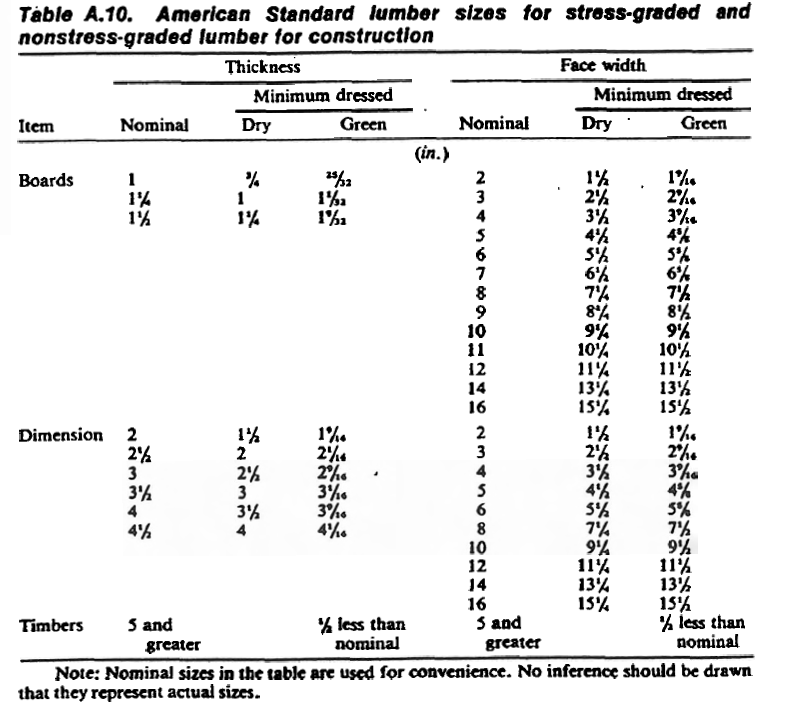 Table A.10. American Standard lumber sizes for stress-graded and
nonstress-graded lumber for construction
Thickness Face width
Minimum dressed Minimum dressed
Item Nominal Dry Green Nominal Dry Green
(in.)
Boards 1 3/4 25/32 2 1 1/2 1 9/16
1 1/4 1 1 1/32 3 2 1/2 2 9/16
1 1/2 1 1/4 1 9/32 4 3 1/2 3 9/16
5 4 1/2 4 5/8
6 5 1/2 5 5/8
7 6 1/2 6 5/8
8 7 1/4 7 1/2
9 8 1/4 8 1/2
10 9 1/4 9 1/2
11 10 1/4 10 1/2
12 11 1/4 11 1/2
14 13 1/4 13 1/2
16 15 1/4 15 1/2
Dimension 2 1 1/2 1 9/16 2 1 1/2 1 9/16
2 1/2 2 2 1/16 3 2 1/2 2 9/16
3 2 1/2 2 9/16 4 3 1/2 3 9/16
3 1/2 3 3 1/16 5 4 1/2 4 5/8
4 3 1/2 3 9/16 6 5 1/2 5 5/8
4 1/2 4 4 1/16 8 7 1/4 7 1/2
10 9 1/4 9 1/2
12 11 1/4 11 1/2
14 13 1/4 13 1/2
16 15 1/4 15 1/2
Timbers 5 and 1/2 less than 5 and 1/2 less than
greater nominal greater nominal
Note: Nominal sizes in the table are used for convenience. No inference should be drawn
that they represent actual sizes.